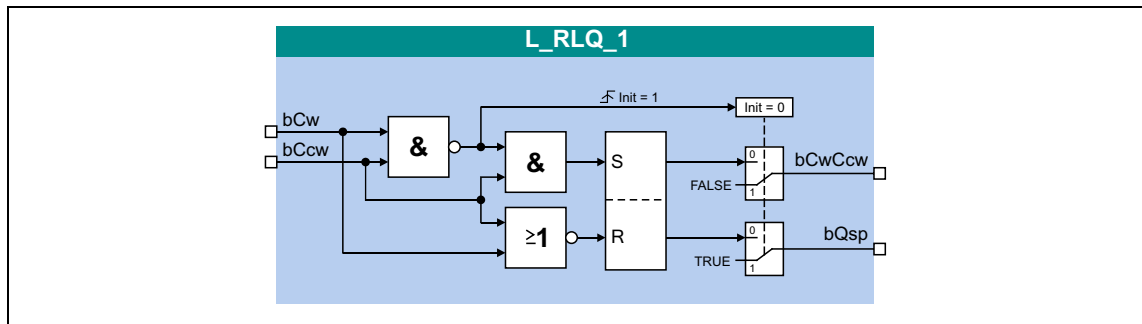 L_RLQ_1
Init = 1
Init = 0
bCw
bCcw
&
&
S
0
FALSE
1
bCwCcw
≥1
R
0
TRUE
1
bQsp